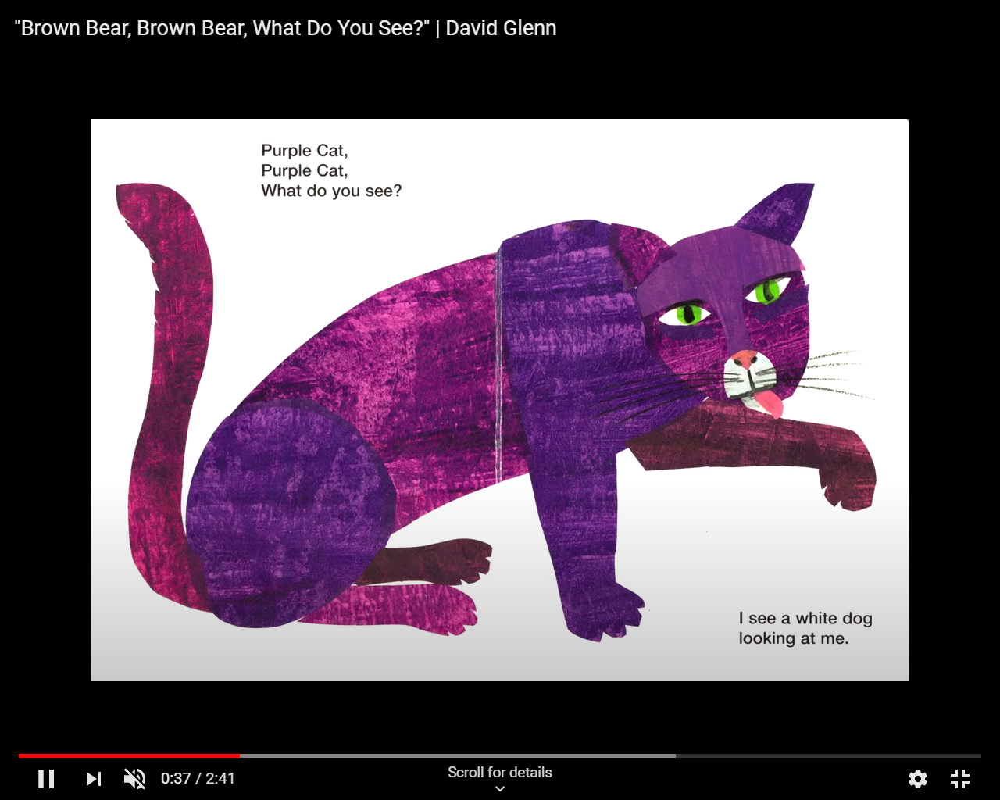 "Brown Bear, Brown Bear, What Do You See?" | David Glenn
Purple Cat,
Purple Cat,
What do you see?
I see a white dog
looking at me.
0:37 / 2:41
Scroll for details